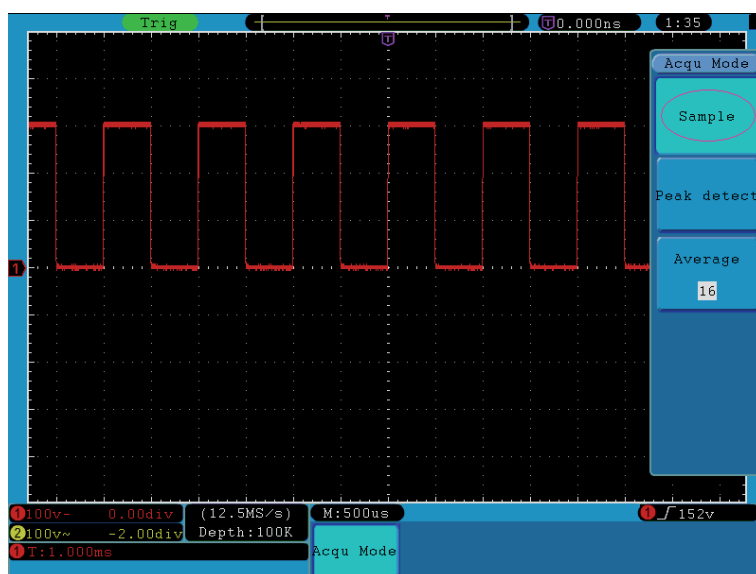 Trig
T
T 0.000ns
1:35
T
Acqu Mode
Sample
Peak detect
Average
16
1
1 100v- 0.00div
(12.5MS/s)
M:500us
1 152v
2 100v~ -2.00div
Depth:100K
1 T:1.000ms
Acqu Mode